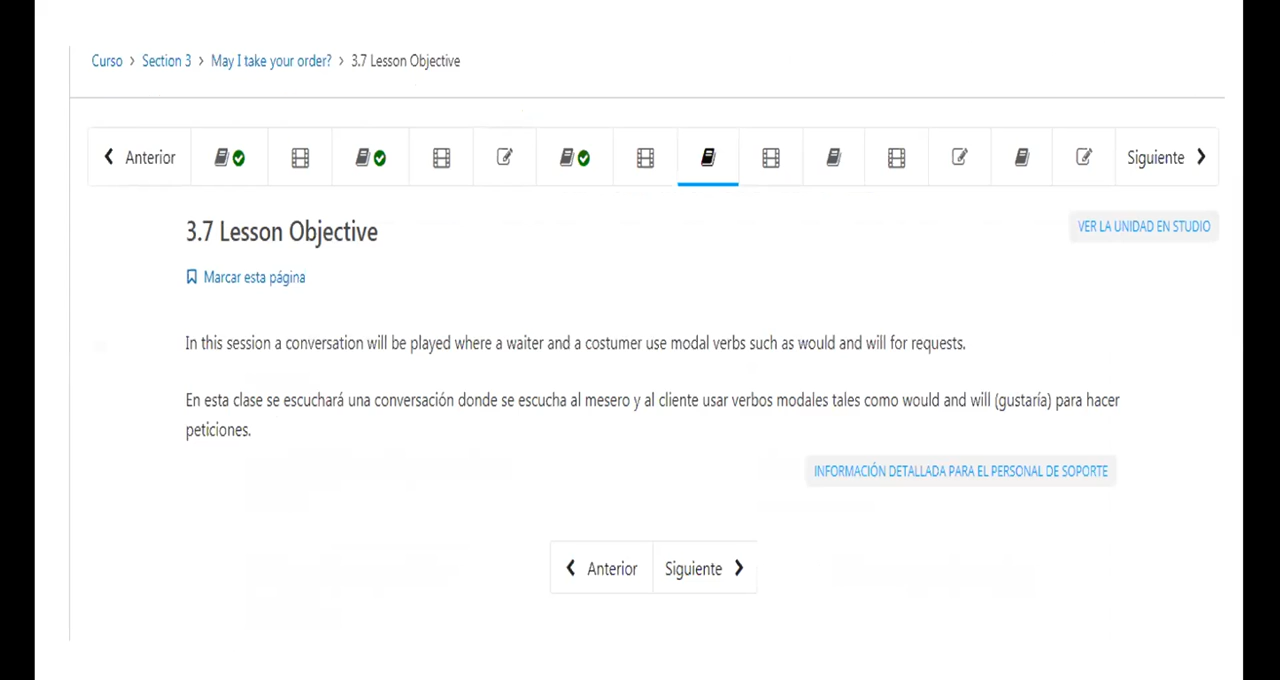 Curso > Section 3 > May I take your order? > 3.7 Lesson Objective
Anterior
Siguiente
3.7 Lesson Objective
VER LA UNIDAD EN STUDIO
Marcar esta página
In this session a conversation will be played where a waiter and a costumer use modal verbs such as would and will for requests.
En esta clase se escuchará una conversación donde se escucha al mesero y al cliente usar verbos modales tales como would and will (gustaría) para hacer
peticiones.
INFORMACIÓN DETALLADA PARA EL PERSONAL DE SOPORTE
Anterior
Siguiente